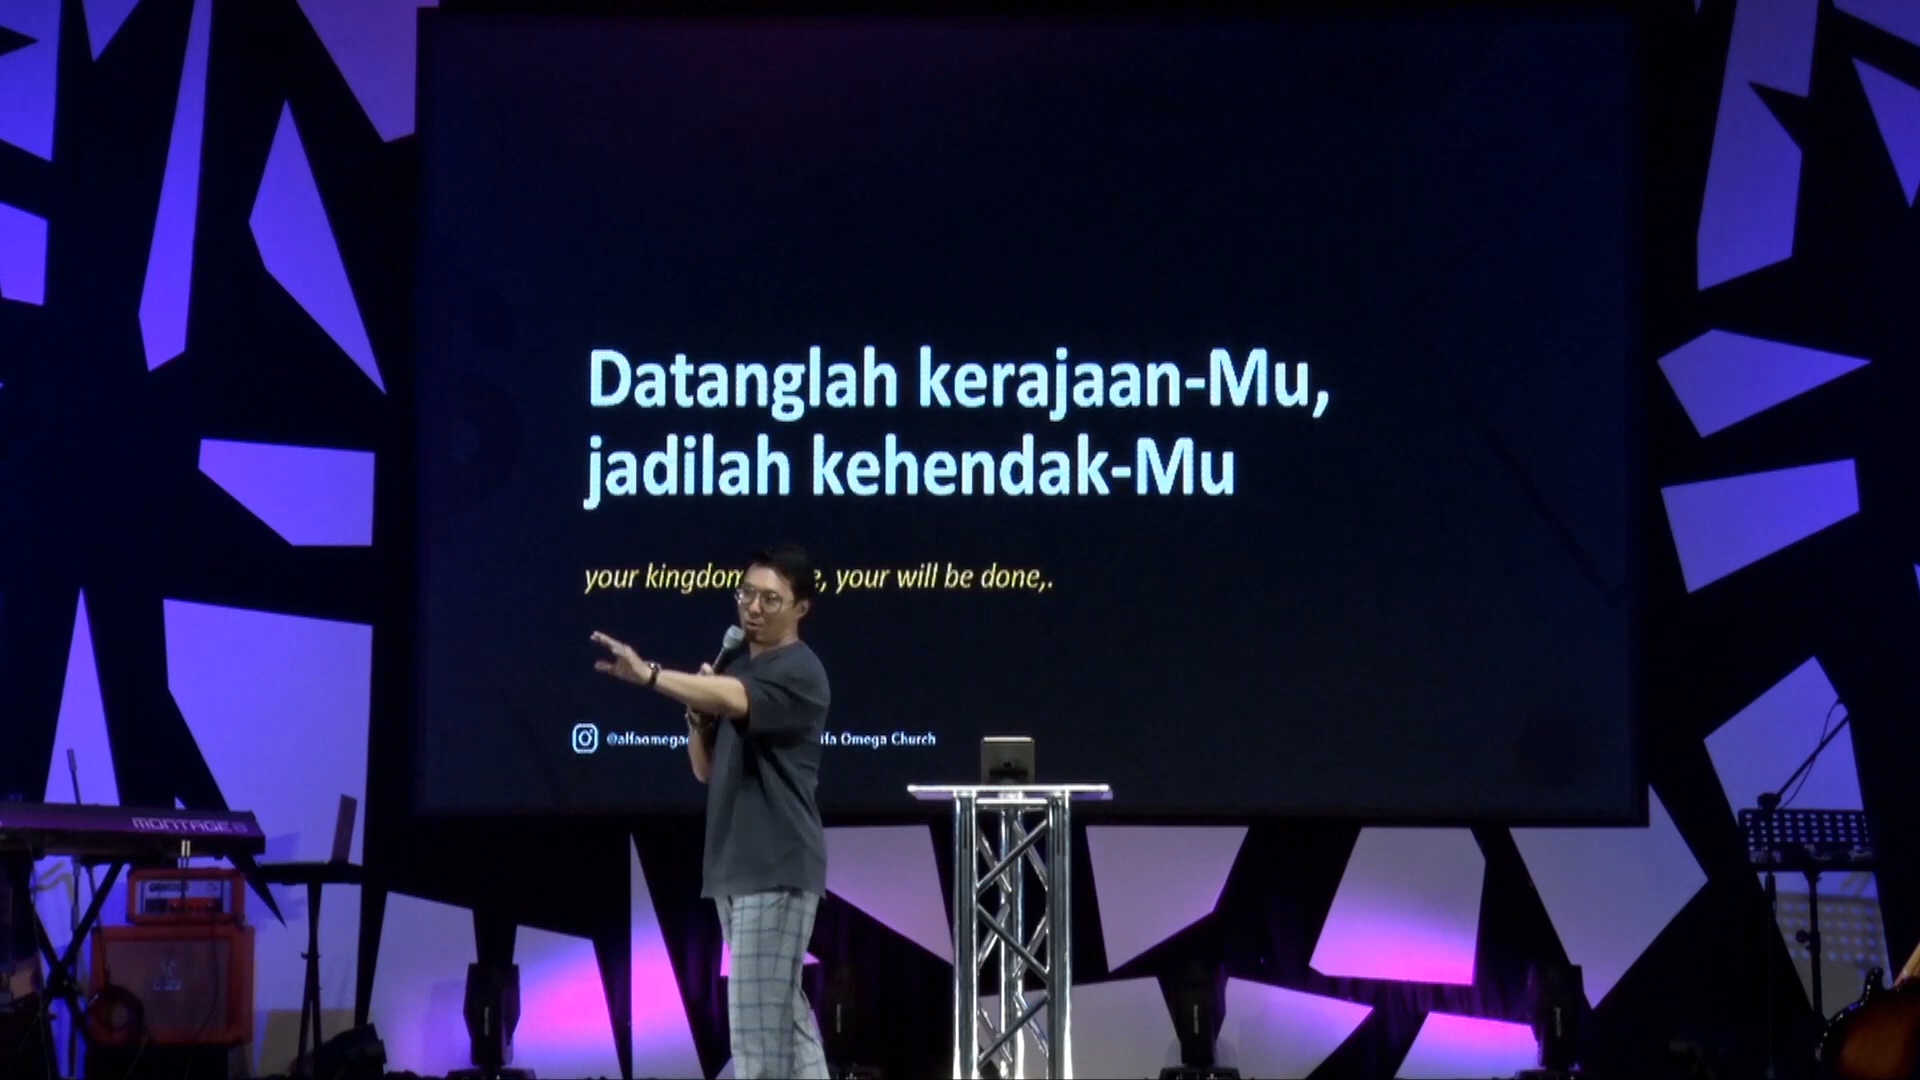 Datanglah kerajaan-Mu,
jadilah kehendak-Mu
your kingdom , your will be done,.
Omega Church
MONTAGE